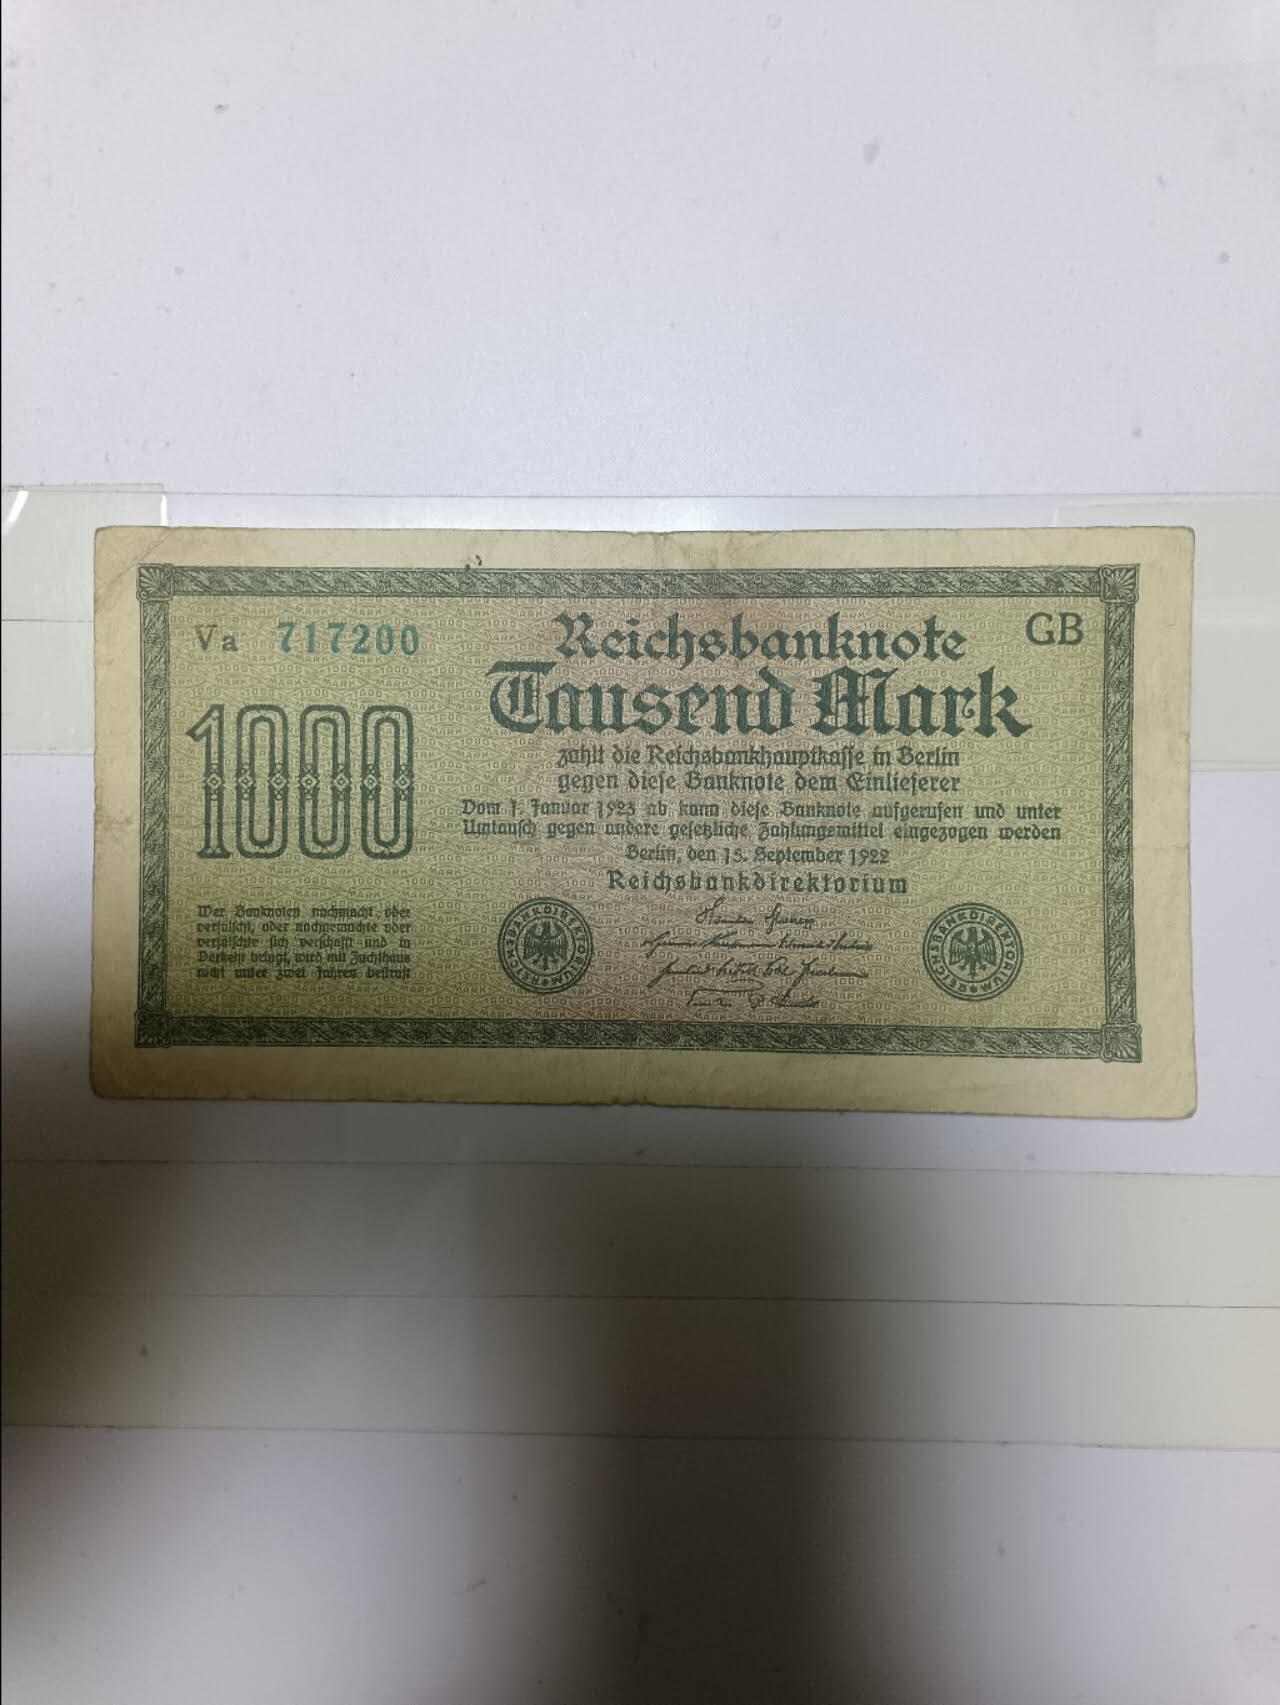 Va 717200
GB
Reichsbanknote
Tausend Mark
1000
zahlt die Reichsbankhauptkasse in Berlin
gegen diese Banknote dem Einlieferer
Vom 1. Januar 1923 ab kann diese Banknote aufgerufen und unter
Umtausch gegen andere gesetzliche Zahlungsmittel eingezogen werden
Berlin, den 15. September 1922
Reichsbankdirektorium
Wer Banknoten nachmacht oder
verfälscht, oder nachgemachte oder
verfälschte sich verschafft und in
Verkehr bringt, wird mit Zuchthaus
nicht unter zwei Jahren bestraft
REICHSBANKDIREKTORIUM
REICHSBANKDIREKTORIUM